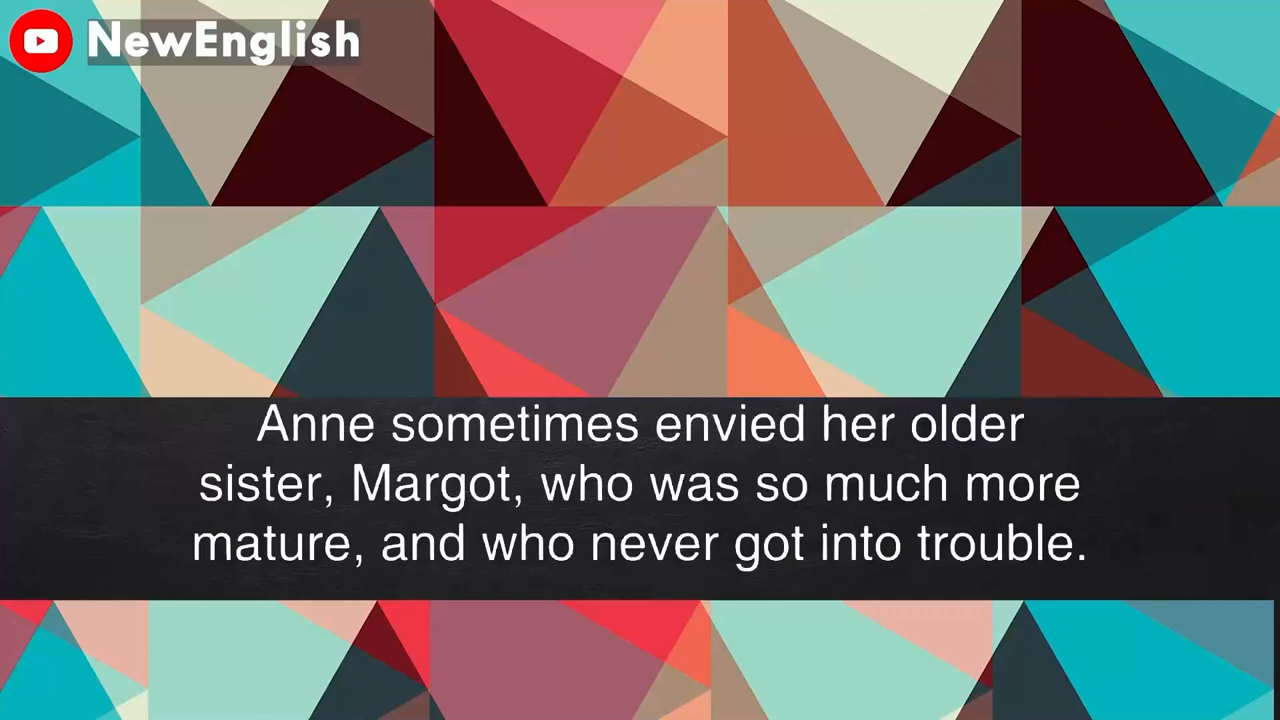 NewEnglish
Anne sometimes envied her older
sister, Margot, who was so much more
mature, and who never got into trouble.